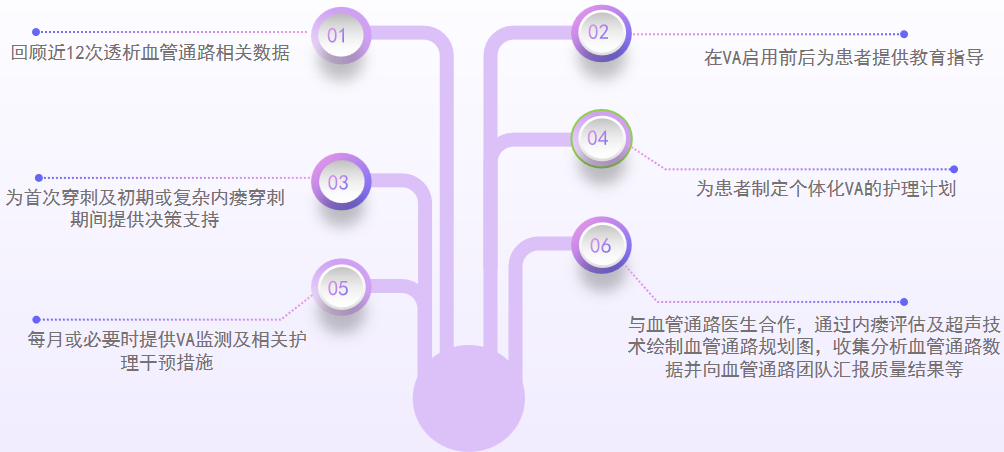 01
回顾近12次透析血管通路相关数据
02
在VA启用前后为患者提供教育指导
03
为首次穿刺及初期或复杂内瘘穿刺
期间提供决策支持
04
为患者制定个体化VA的护理计划
05
每月或必要时提供VA监测及相关护
理干预措施
06
与血管通路医生合作，通过内瘘评估及超声技
术绘制血管通路规划图，收集分析血管通路数
据并向血管通路团队汇报质量结果等